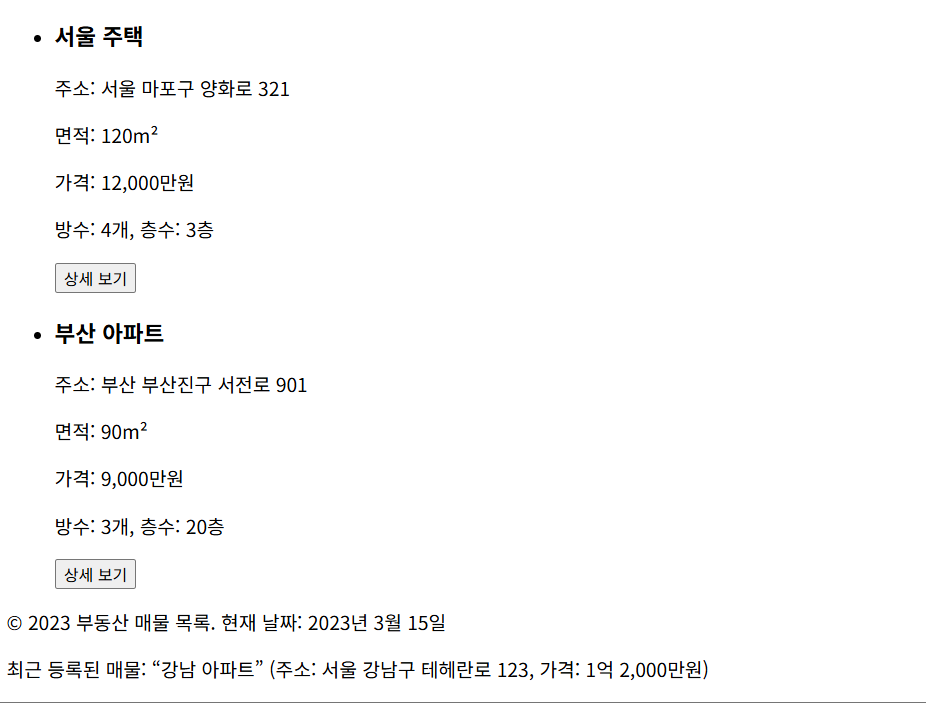 서울 주택
주소: 서울 마포구 양화로 321
면적: 120m²
가격: 12,000만원
방수: 4개, 층수: 3층
상세 보기
부산 아파트
주소: 부산 부산진구 서전로 901
면적: 90m²
가격: 9,000만원
방수: 3개, 층수: 20층
상세 보기
© 2023 부동산 매물 목록. 현재 날짜: 2023년 3월 15일
최근 등록된 매물: “강남 아파트” (주소: 서울 강남구 테헤란로 123, 가격: 1억 2,000만원)